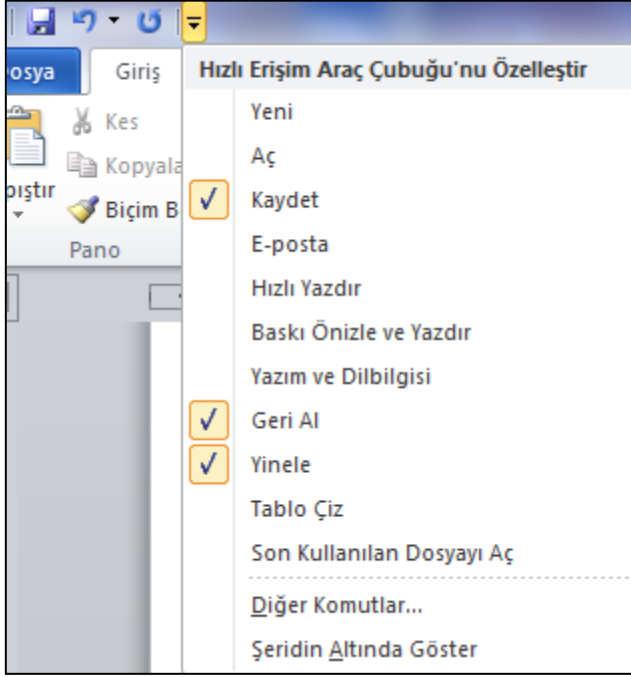 osya
Giriş
Hızlı Erişim Araç Çubuğu'nu Özelleştir
Kes
Kopyala
pıştır
Biçim B
Pano
Yeni
Aç
Kaydet
E-posta
Hızlı Yazdır
Baskı Önizle ve Yazdır
Yazım ve Dilbilgisi
Geri Al
Yinele
Tablo Çiz
Son Kullanılan Dosyayı Aç
Diğer Komutlar...
Şeridin Altında Göster